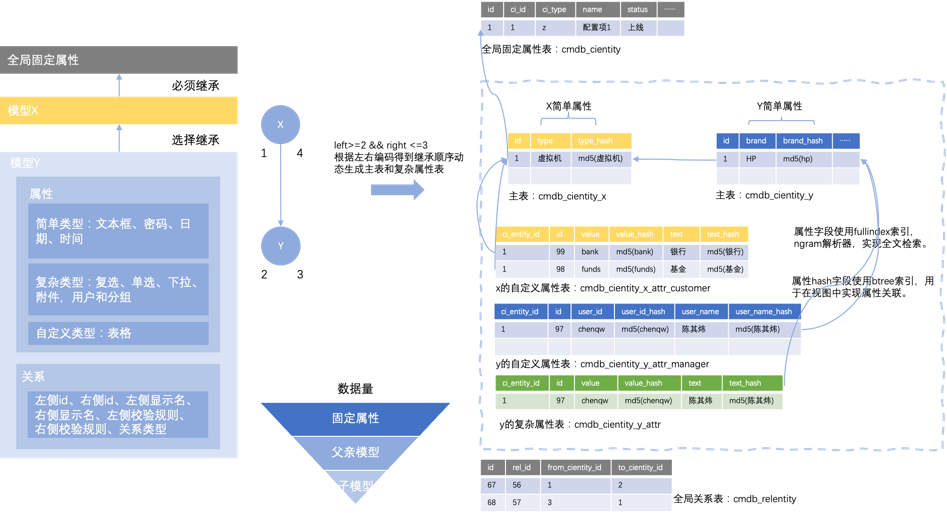 全局固定属性
必须继承
模型X
选择继承
模型Y
属性
简单类型：文本框、密码、日
期、时间
复杂类型：复选、单选、下拉、
附件，用户和分组
自定义类型：表格
关系
左侧id、右侧id、左侧显示名、
右侧显示名、左侧校验规则、
右侧校验规则、关系类型
X
1 4
Y
2 3
left>=2 && right <=3
根据左右编码得到继承顺序动
态生成主表和复杂属性表
数据量
固定属性
父亲模型
子模型
id ci_id ci_type name status ······
1 1 z 配置项1 上线
全局固定属性表：cmdb_cientity
X简单属性
id type type_hash
1 虚拟机 md5(虚拟机)
主表：cmdb_cientity_x
Y简单属性
id brand brand_hash ······
1 HP md5(hp)
主表：cmdb_cientity_y
ci_entity_id id value value_hash text text_hash
1 99 bank md5(bank) 银行 md5(银行)
1 98 funds md5(funds) 基金 md5(基金)
x的自定义属性表：cmdb_cientity_x_attr_customer
属性字段使用fullindex索引，
ngram解析器，实现全文检索。
属性hash字段使用btree索引，用
于在视图中实现属性关联。
ci_entity_id id user_id user_id_hash user_name user_name_hash
1 97 chenqw md5(chenqw) 陈其炜 md5(陈其炜)
y的自定义属性表：cmdb_cientity_y_attr_manager
ci_entity_id id value value_hash text text_hash
1 97 chenqw md5(chenqw) 陈其炜 md5(陈其炜)
y的复杂属性表：cmdb_cientity_y_attr
id rel_id from_cientity_id to_cientity_id
67 56 1 2
68 57 3 1
全局关系表：cmdb_relentity